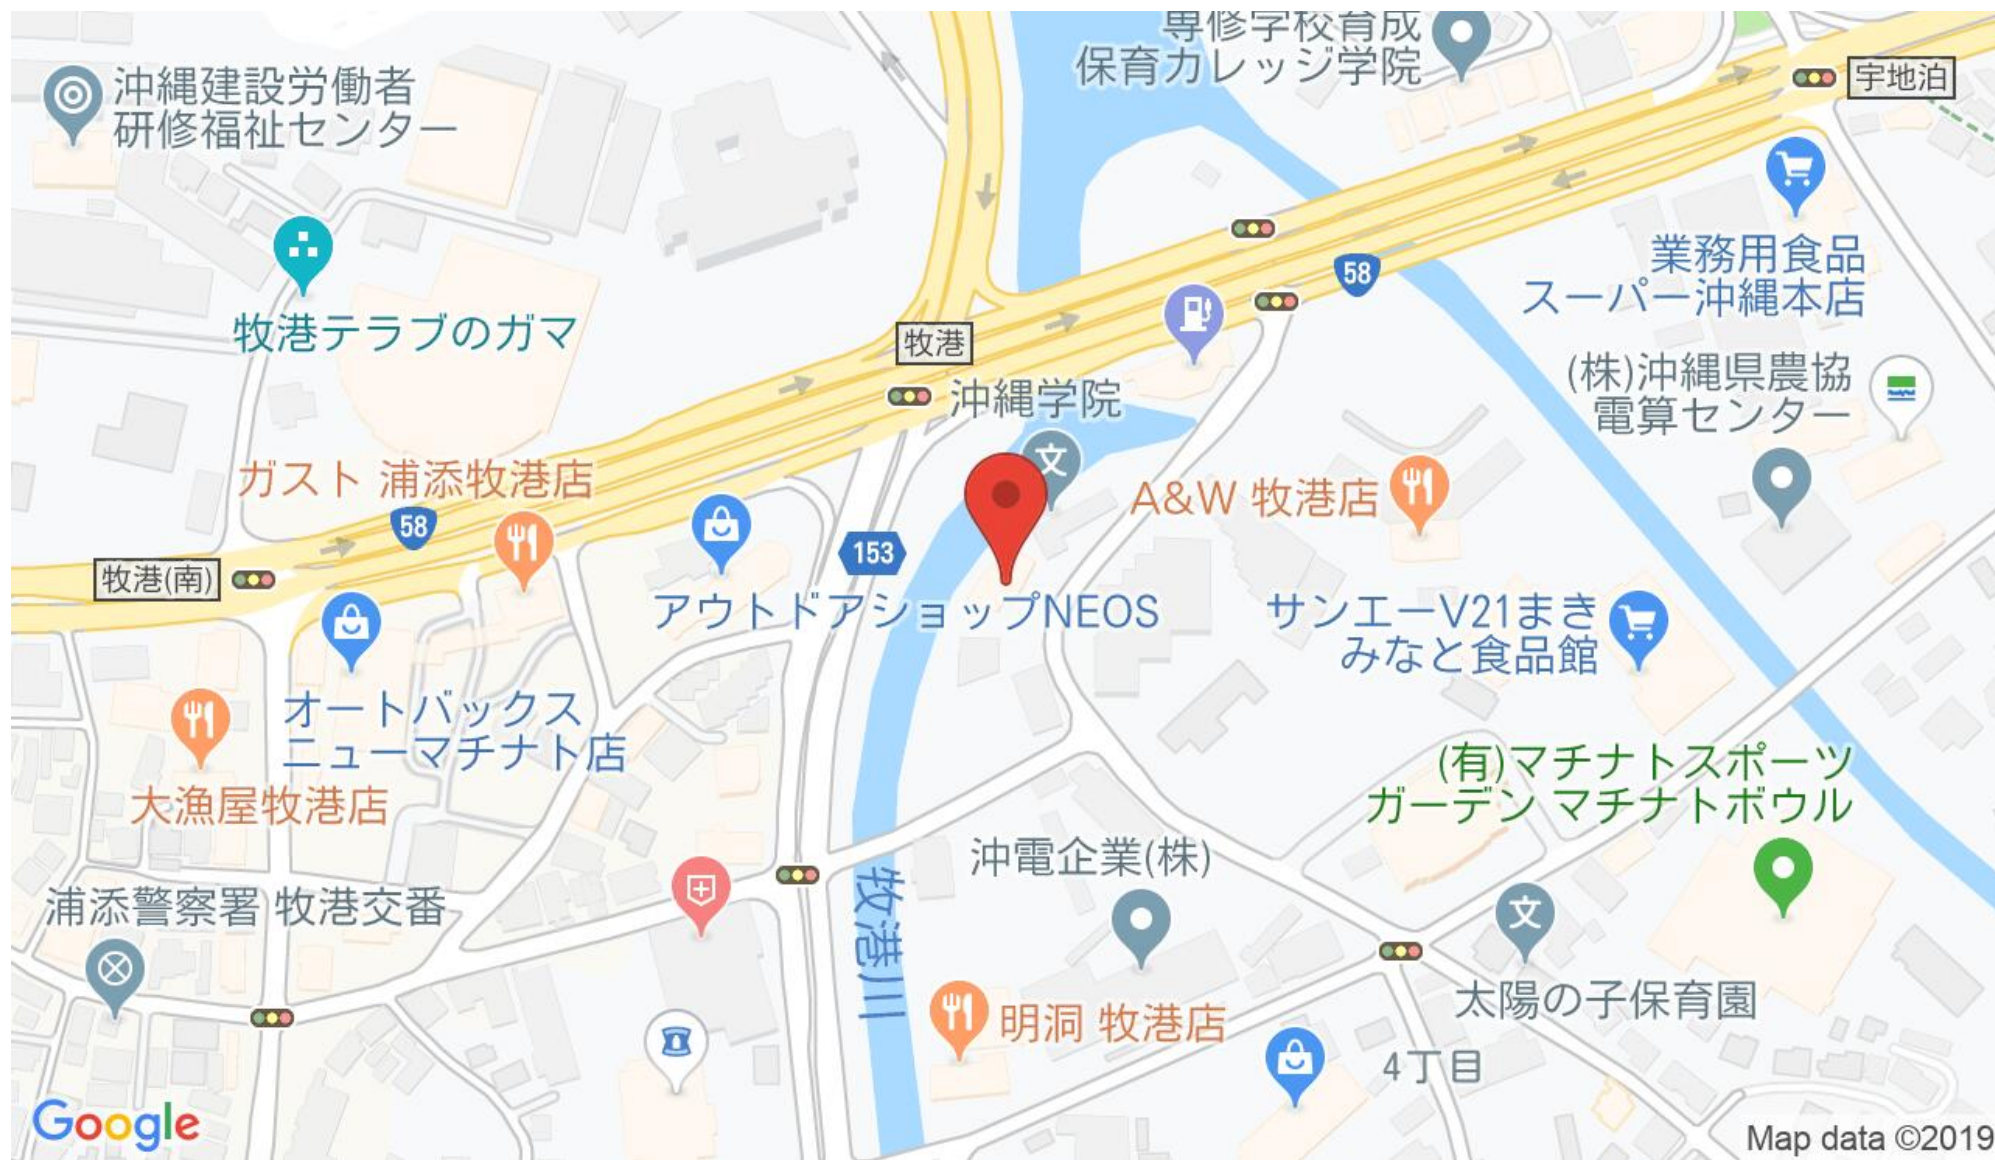 専修学校育成
保育カレッジ学院
宇地泊
沖縄建設労働者
研修福祉センター
業務用食品
スーパー沖縄本店
58
牧港テラブのガマ
牧港
沖縄学院
文
(株)沖縄県農協
電算センター
ガスト 浦添牧港店
A&W 牧港店
58
153
牧港(南)
アウトドアショップNEOS
サンエーV21まき
みなと食品館
オートバックス
ニューマチナト店
大漁屋牧港店
(有)マチナトスポーツ
ガーデン マチナトボウル
沖電企業(株)
浦添警察署 牧港交番
牧港川
文
太陽の子保育園
明洞 牧港店
4丁目
Google
Map data ©2019